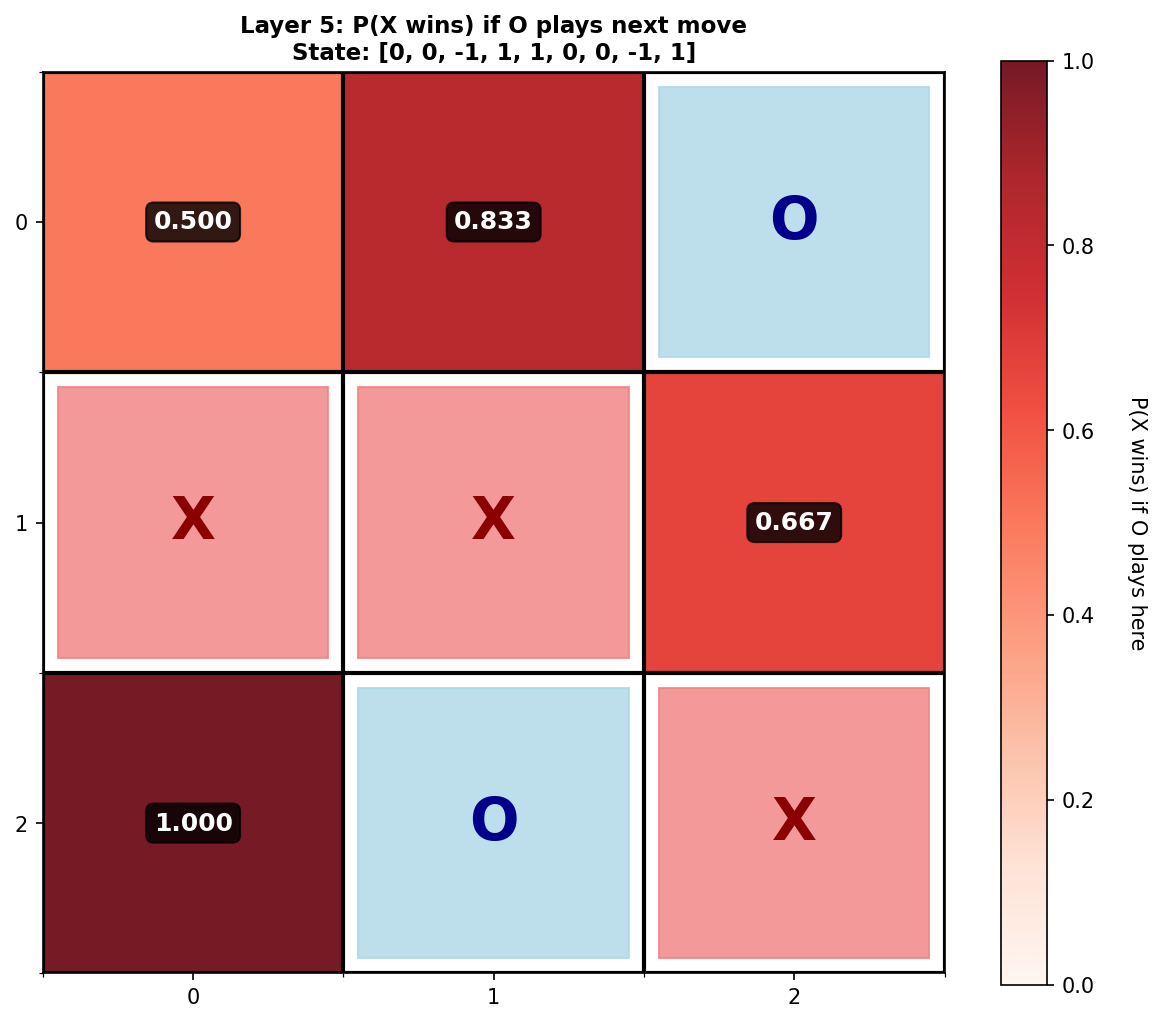 Layer 5: P(X wins) if O plays next move
State: [0, 0, -1, 1, 1, 0, 0, -1, 1]
0
0.500
0.833
O
1
X
X
0.667
2
1.000
O
X
0
1
2
1.0
0.8
0.6
0.4
0.2
0.0
P(X wins) if O plays here